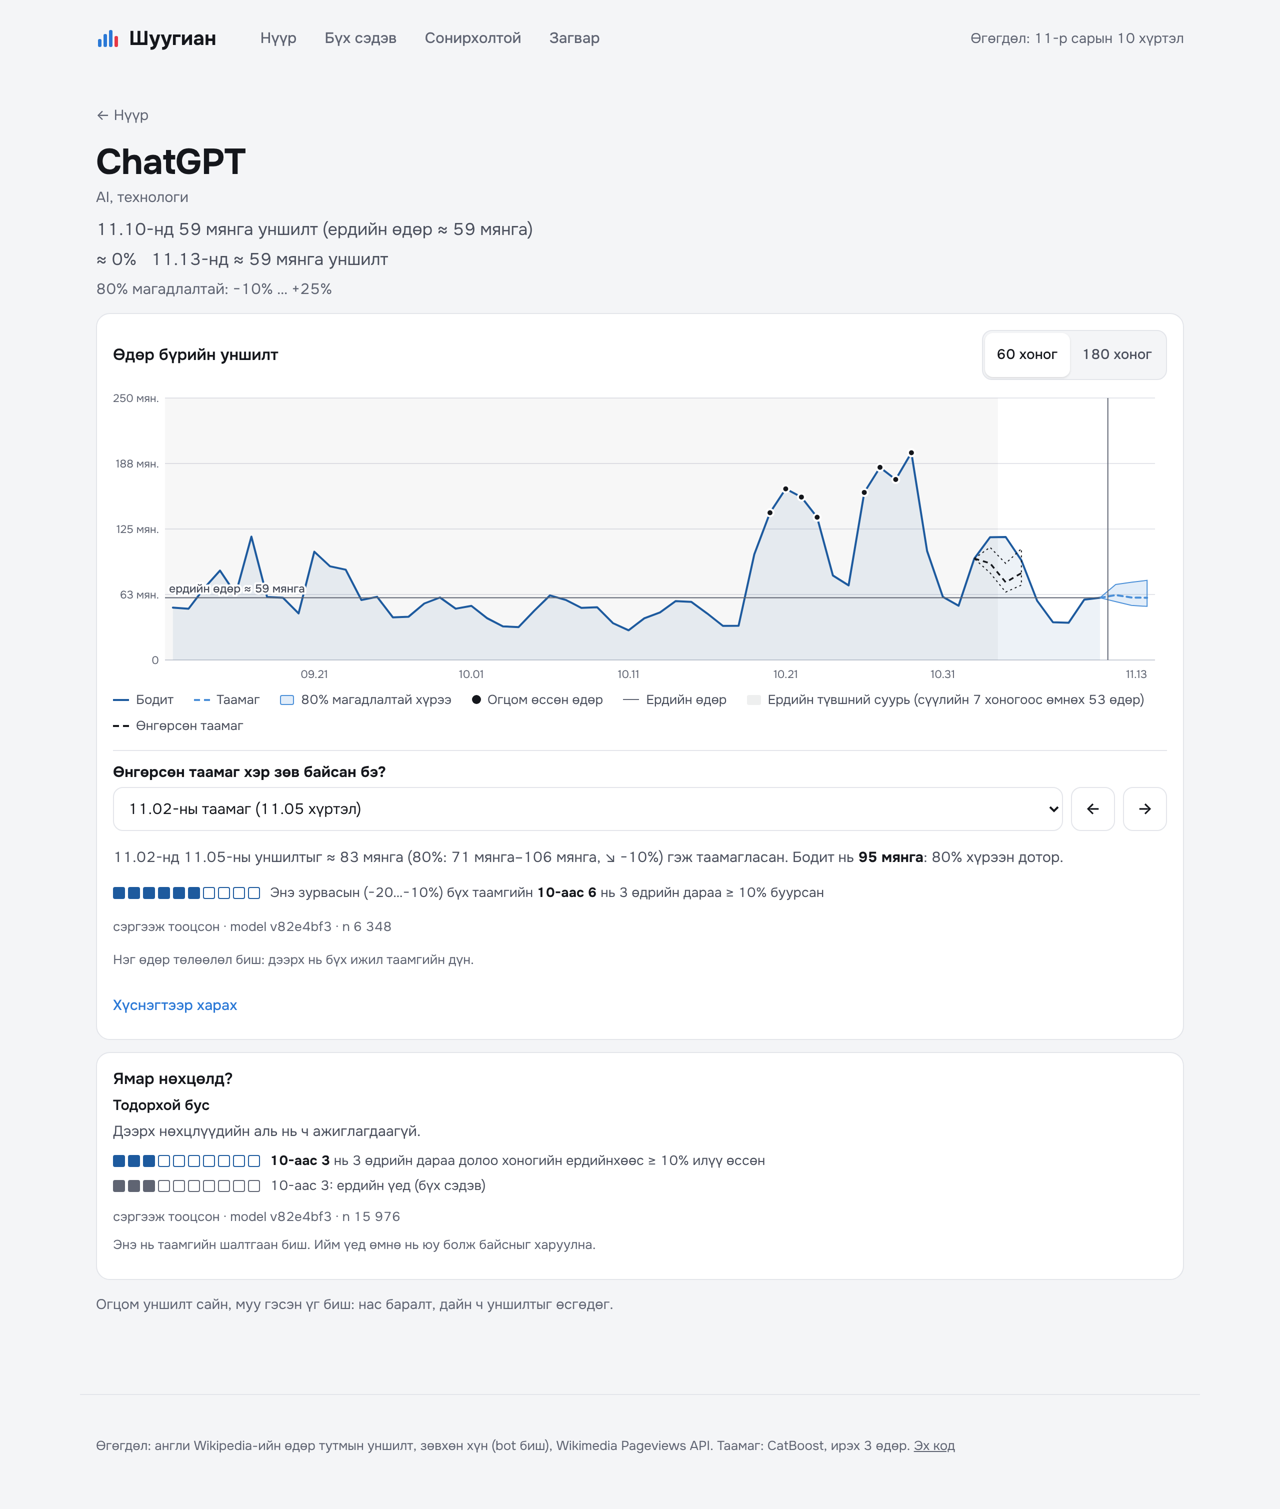 Шуугиан
Нүүр
Бүх сэдэв
Сонирхолтой
Загвар
Өгөгдөл: 11-р сарын 10 хүртэл
← Нүүр
ChatGPT
AI, технологи
11.10-нд 59 мянга уншилт (ердийн өдөр ≈ 59 мянга)
≈ 0% 11.13-нд ≈ 59 мянга уншилт
80% магадлалтай: −10% … +25%
Өдөр бүрийн уншилт
60 хоног
180 хоног
250 мян.
188 мян.
125 мян.
63 мян.
0
ердийн өдөр ≈ 59 мянга
09.21
10.01
10.11
10.21
10.31
11.13
Бодит
Таамаг
80% магадлалтай хүрээ
Огцом өссөн өдөр
Ердийн өдөр
Ердийн түвшний суурь (сүүлийн 7 хоногоос өмнөх 53 өдөр)
Өнгөрсөн таамаг
Өнгөрсөн таамаг хэр зөв байсан бэ?
11.02-ны таамаг (11.05 хүртэл)
←
→
11.02-нд 11.05-ны уншилтыг ≈ 83 мянга (80%: 71 мянга–106 мянга, ↘ −10%) гэж таамагласан. Бодит нь 95 мянга: 80% хүрээн дотор.
Энэ зурвасын (−20…−10%) бүх таамгийн 10-аас 6 нь 3 өдрийн дараа ≥ 10% буурсан
сэргээж тооцсон · model v82e4bf3 · n 6 348
Нэг өдөр төлөөлөл биш: дээрх нь бүх ижил таамгийн дүн.
Хүснэгтээр харах
Ямар нөхцөлд?
Тодорхой бус
Дээрх нөхцлүүдийн аль нь ч ажиглагдаагүй.
10-аас 3 нь 3 өдрийн дараа долоо хоногийн ердийнхөөс ≥ 10% илүү өссөн
10-аас 3: ердийн үед (бүх сэдэв)
сэргээж тооцсон · model v82e4bf3 · n 15 976
Энэ нь таамгийн шалтгаан биш. Ийм үед өмнө нь юу болж байсныг харуулна.
Огцом уншилт сайн, муу гэсэн үг биш: нас баралт, дайн ч уншилтыг өсгөдөг.
Өгөгдөл: англи Wikipedia-ийн өдөр тутмын уншилт, зөвхөн хүн (bot биш), Wikimedia Pageviews API. Таамаг: CatBoost, ирэх 3 өдөр. Эх код